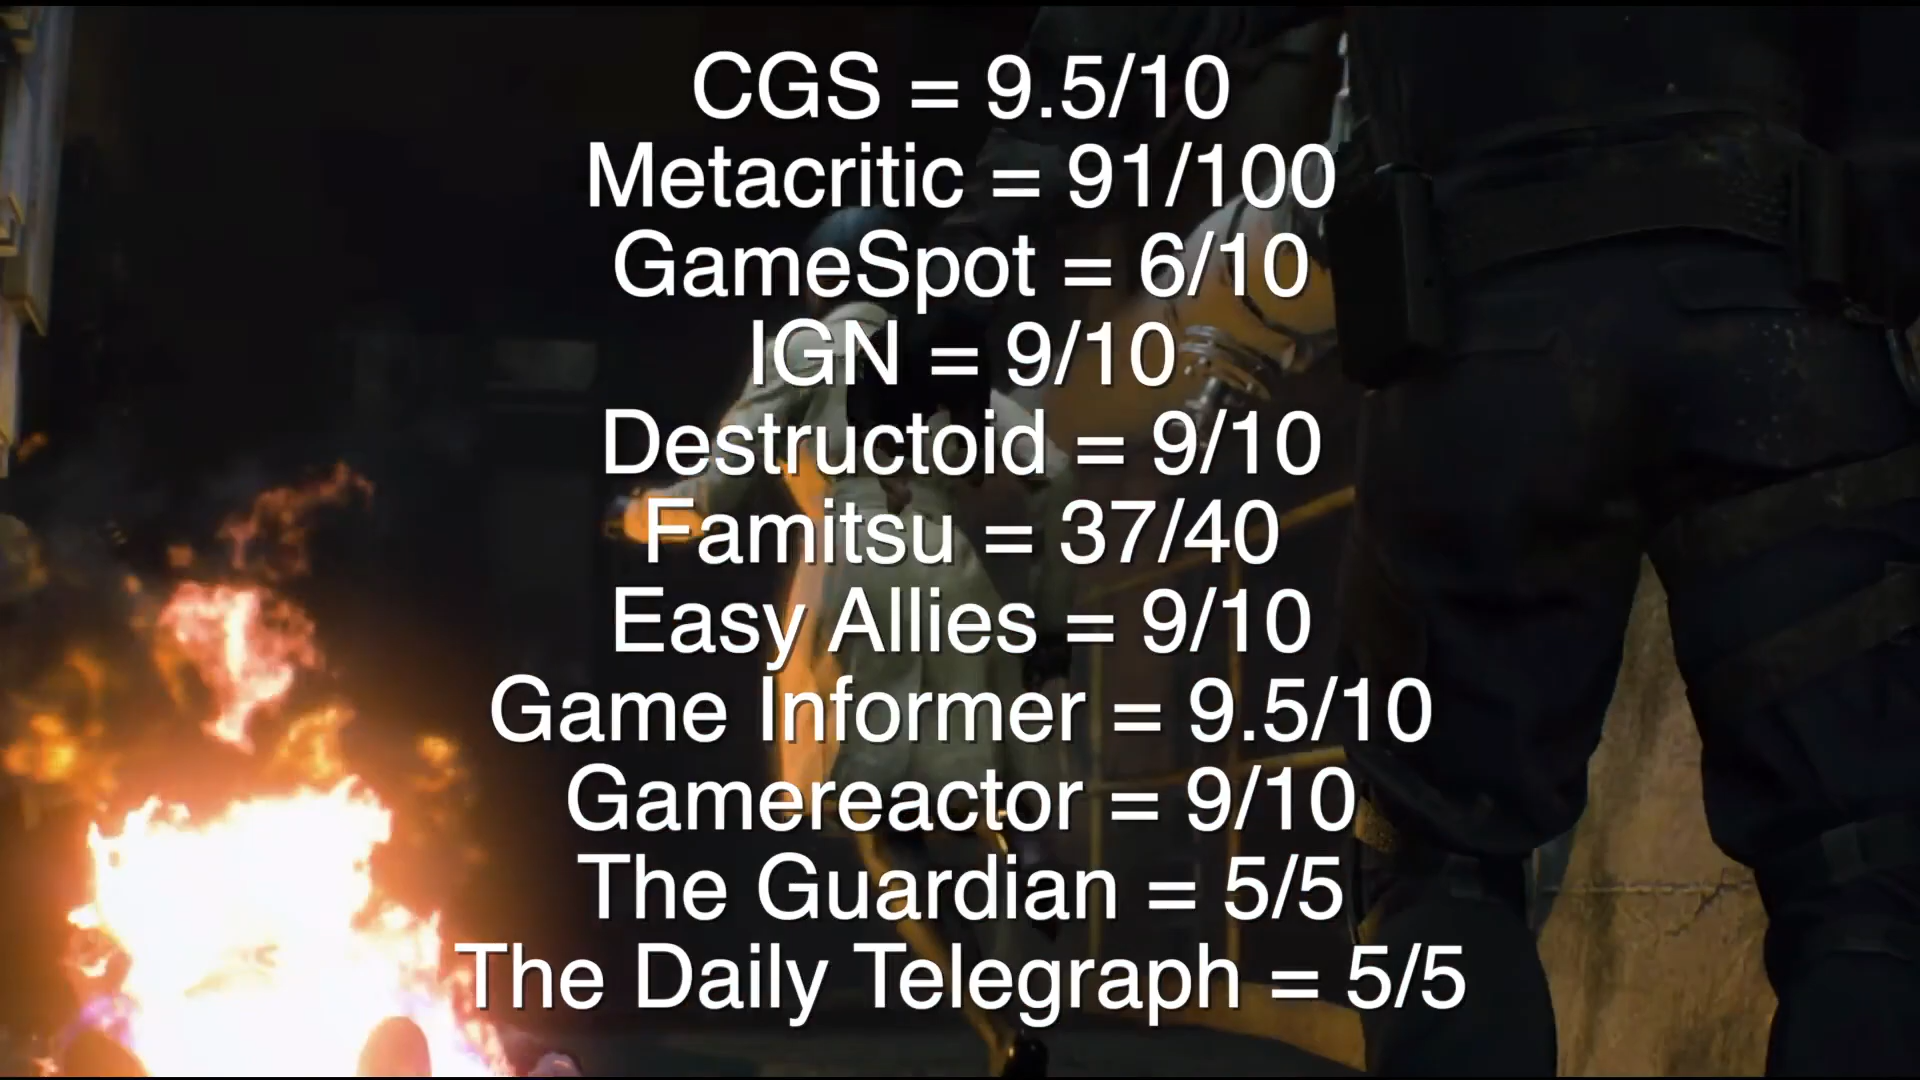 CGS = 9.5/10
Metacritic = 91/100
GameSpot = 6/10
IGN = 9/10
Destructoid = 9/10
Famitsu = 37/40
Easy Allies = 9/10
Game Informer = 9.5/10
Gamereactor = 9/10
The Guardian = 5/5
The Daily Telegraph = 5/5